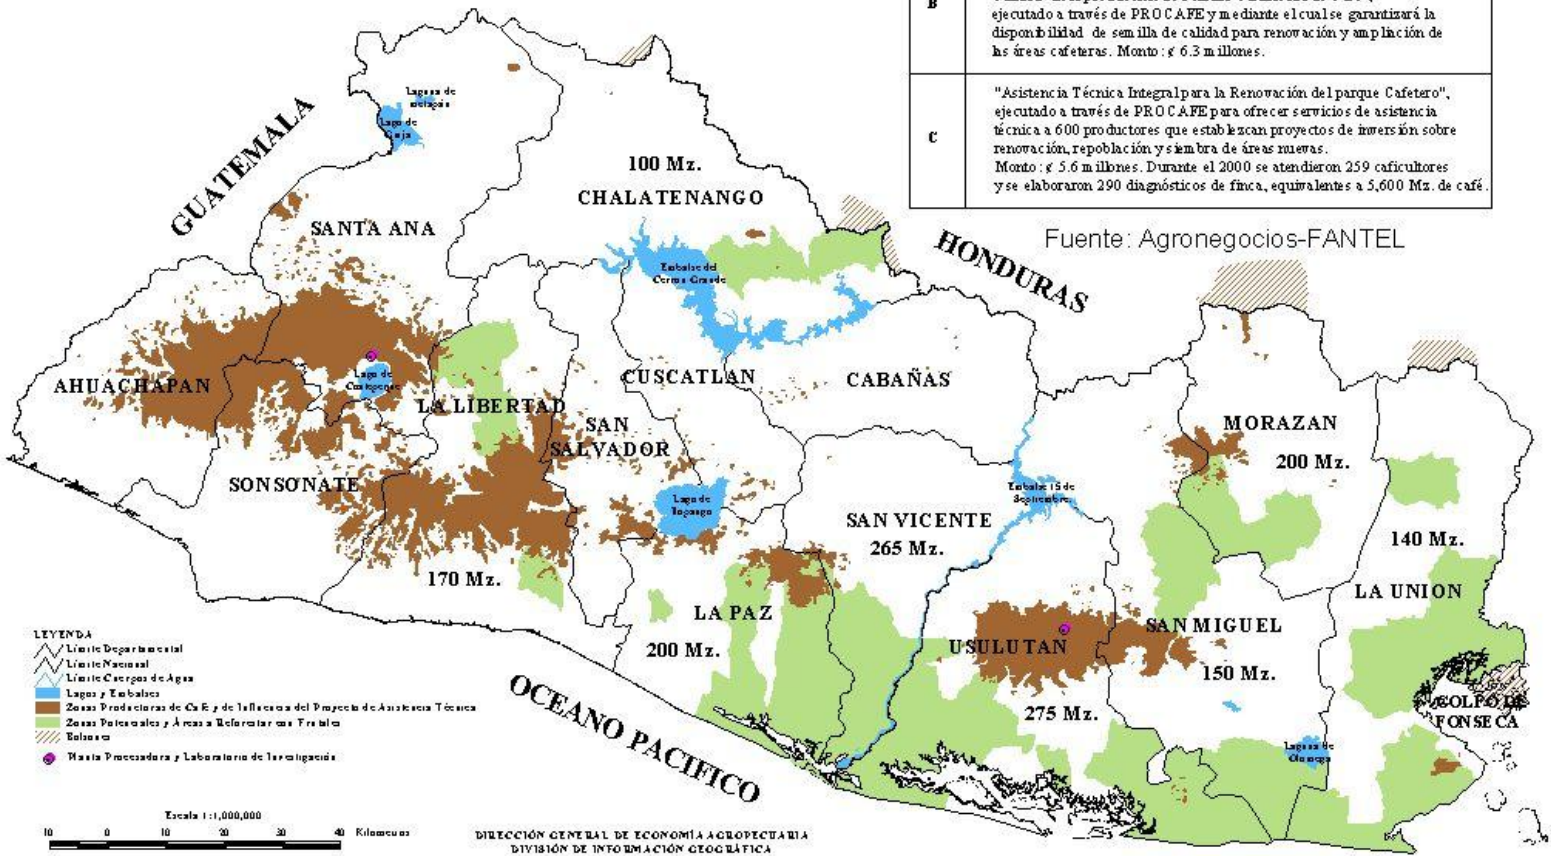 B
ejecutado a través de PROCAFE y mediante el cual se garantizará la
disponibilidad de semilla de calidad para renovación y ampliación de
las áreas cafeteras. Monto: ¢ 6.3 millones.
C
"Asistencia Técnica Integral para la Renovación del parque Cafetero",
ejecutado a través de PROCAFE para ofrecer servicios de asistencia
técnica a 600 productores que establezcan proyectos de inversión sobre
renovación, repoblación y siembra de áreas nuevas.
Monto: ¢ 5.6 millones. Durante el 2000 se atendieron 259 caficultores
y se elaboraron 290 diagnósticos de finca, equivalentes a 5,600 Mz. de café.
Fuente: Agronegocios-FANTEL
GUATEMALA
HONDURAS
OCEANO PACIFICO
Laguna de
Metapán
Lago de
Guija
100 Mz.
CHALATENANGO
SANTA ANA
Embalse del
Cerron Grande
AHUACHAPAN
Lago de
Coatepeque
LA LIBERTAD
CUSCATLAN
CABAÑAS
SAN
SALVADOR
MORAZAN
200 Mz.
SONSONATE
Lago de
Ilopango
Embalse 15 de
Septiembre
SAN VICENTE
265 Mz.
140 Mz.
170 Mz.
LA UNION
LA PAZ
200 Mz.
USULUTAN
275 Mz.
SAN MIGUEL
150 Mz.
GOLFO DE
FONSECA
Laguna de
Olomega
LEYENDA
Límite Departamental
Límite Nacional
Límite Cuerpos de Agua
Lagos y Embalses
Zonas Productoras de Café y de Influencia del Proyecto de Asistencia Técnica
Zonas Potenciales y Áreas a Reforestar con Frutales
Bolsones
Planta Procesadora y Laboratorio de Investigación
Escala 1:1,000,000
10 0 10 20 30 40 Kilometros
DIRECCIÓN GENERAL DE ECONOMÍA AGROPECUARIA
DIVISIÓN DE INFORMACIÓN GEOGRÁFICA